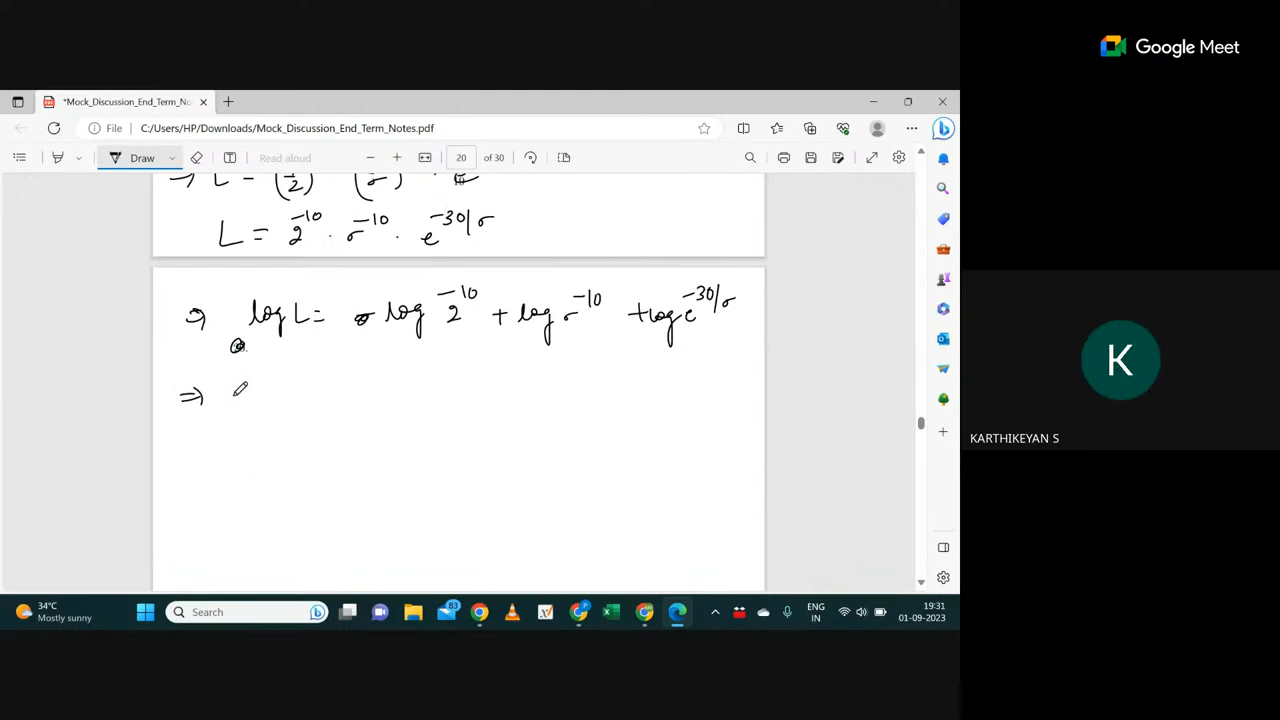 Google Meet
*Mock_Discussion_End_Term_No
File C:/Users/HP/Downloads/Mock_Discussion_End_Term_Notes.pdf
Draw Read aloud 20 of 30
L = 2⁻¹⁰ · σ⁻¹⁰ · e^(-30/σ)
⇒ log L = log 2⁻¹⁰ + log σ⁻¹⁰ + log e^(-30/σ)
⇒
K
KARTHIKEYAN S
34°C
Mostly sunny
Search
83
ENG
IN
19:31
01-09-2023